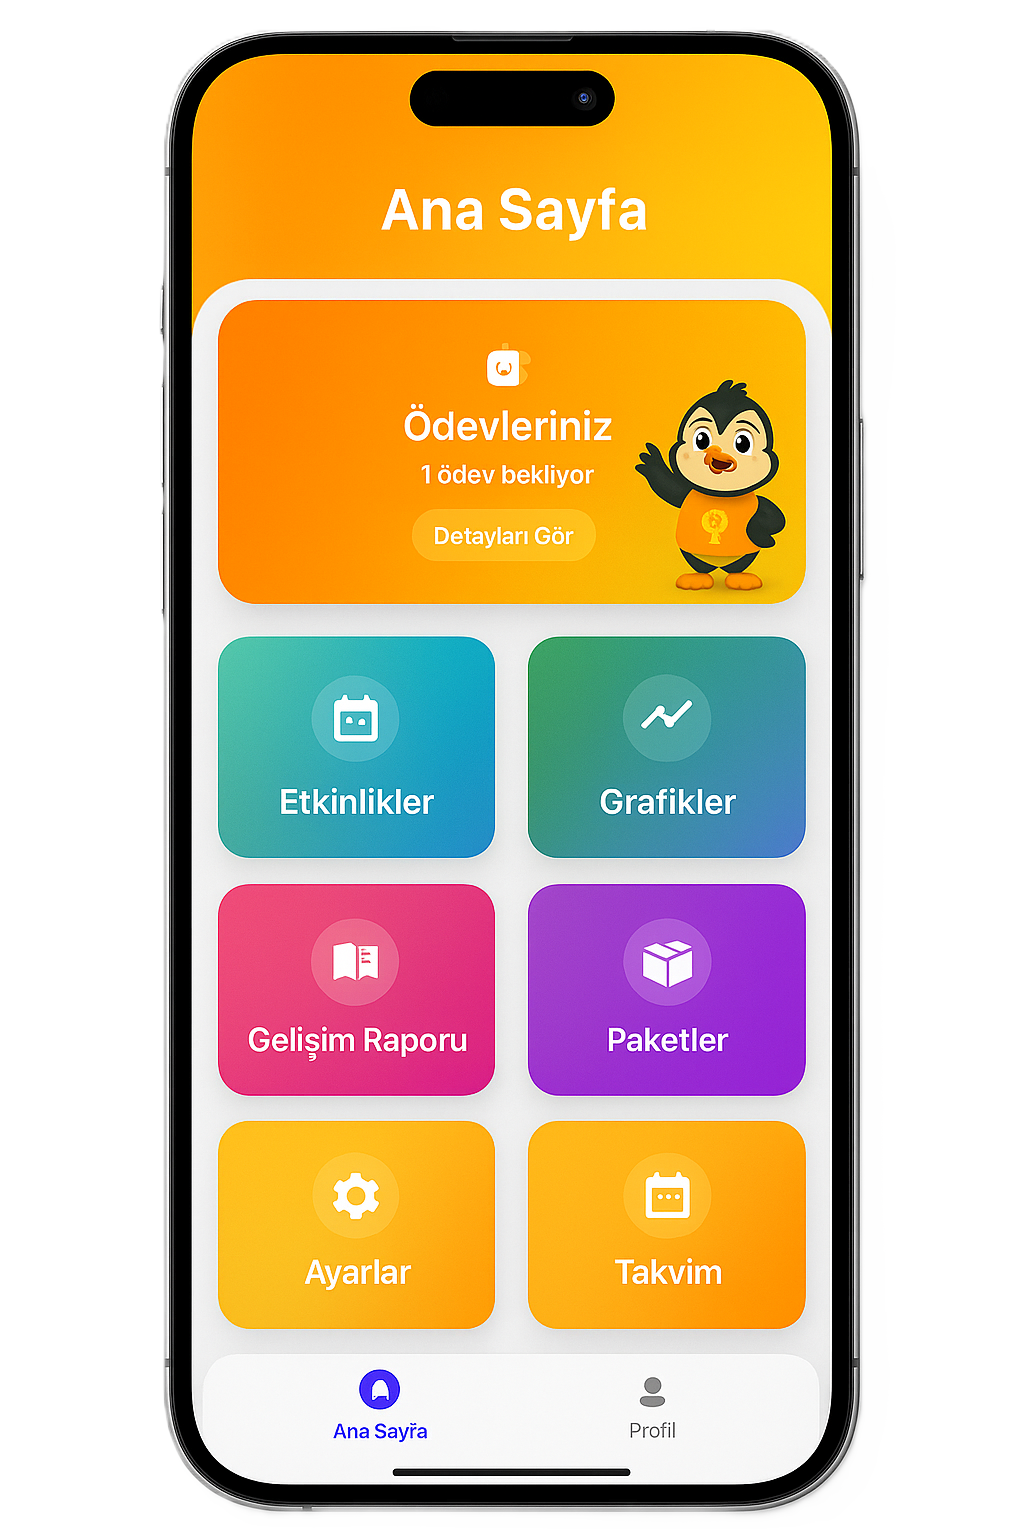 Ana Sayfa
Ödevleriniz
1 ödev bekliyor
Detayları Gör
Etkinlikler
Grafikler
Gelişim Raporu
Paketler
Ayarlar
Takvim
Ana Sayfa
Profil